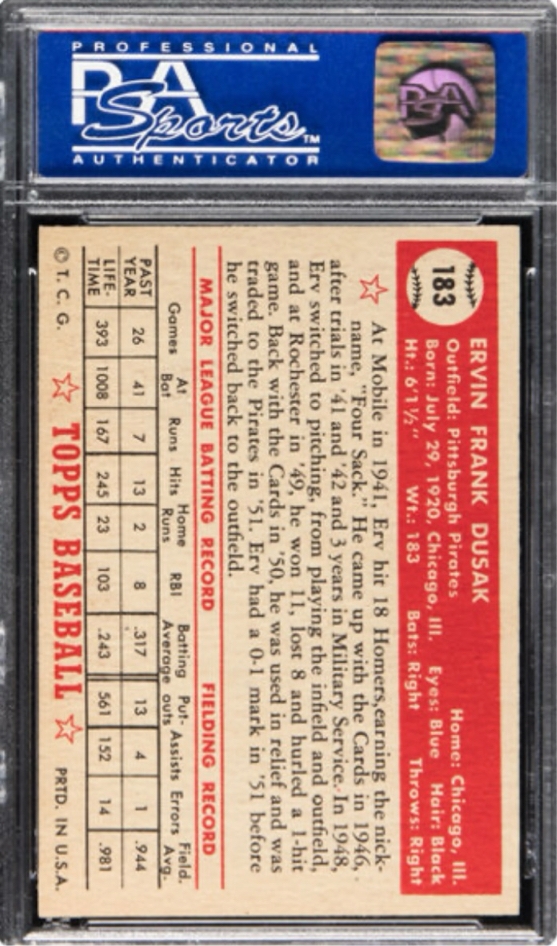 PROFESSIONAL
PSA
Sports™
AUTHENTICATOR
PSA
183
ERVIN FRANK DUSAK
Outfield: Pittsburgh Pirates Home: Chicago, Ill.
Born: July 29, 1920, Chicago, Ill. Eyes: Blue Hair: Black
Ht.: 6'1½" Wt.: 183 Bats: Right Throws: Right
At Mobile in 1941, Erv hit 18 Homers, earning the nick-
name, "Four Sack." He came up with the Cards in 1946,
after trials in '41 and '42 and 3 years in Military Service. In 1948,
Erv switched to pitching, from playing the infield and outfield,
and at Rochester in '49, he won 11, lost 8 and hurled a 1-hit
game. Back with the Cards in '50, he was used in relief and was
traded to the Pirates in '51. Erv had a 0-1 mark in '51 before
he switched back to the outfield.
MAJOR LEAGUE BATTING RECORD FIELDING RECORD
Games At Bat Runs Hits Home Runs RBI Batting Average Put-outs Assists Errors Field. Avg.
PAST YEAR 26 41 7 13 2 8 .317 13 4 1 .944
LIFE-TIME 393 1008 167 245 23 103 .243 561 152 14 .981
© T. C. G. ☆ TOPPS BASEBALL ☆ PRTD. IN U.S.A.